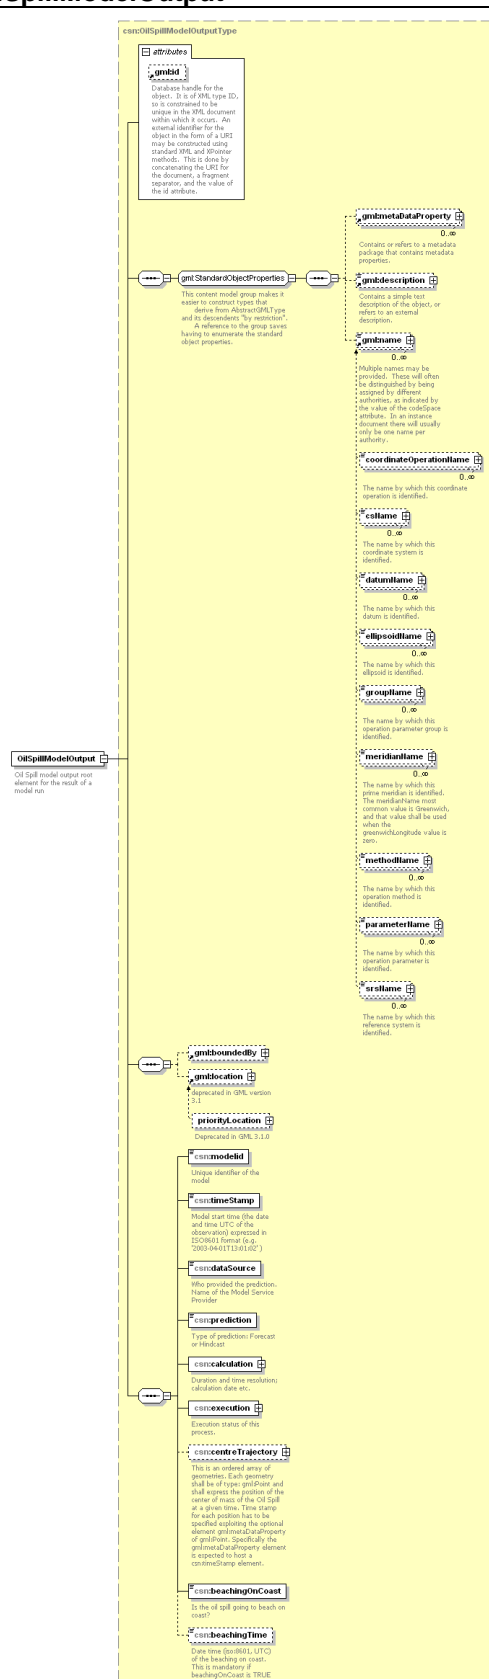 csn:OilSpillModelOutputType
attributes
gml:id
Database handle for the
object. It is of XML type ID,
so is constrained to be
unique in the XML document
within which it occurs. An
external identifier for the
object in the form of a URI
may be constructed using
standard XML and XPointer
methods. This is done by
concatenating the URI for
the document, a fragment
separator, and the value of
the id attribute.
gml:StandardObjectProperties
This content model group makes it
easier to construct types that
derive from AbstractGMLType
and its descendents "by restriction".
A reference to the group saves
having to enumerate the standard
object properties.
gml:metaDataProperty
0..∞
Contains or refers to a metadata
package that contains metadata
properties.
gml:description
Contains a simple text
description of the object, or
refers to an external
description.
gml:name
0..∞
Multiple names may be
provided. These will often
be distinguished by being
assigned by different
authorities, as indicated by
the value of the codeSpace
attribute. In an instance
document there will usually
only be one name per
authority.
coordinateOperationName
0..∞
The name by which this coordinate
operation is identified.
csName
0..∞
The name by which this
coordinate system is
identified.
datumName
0..∞
The name by which this
datum is identified.
ellipsoidName
0..∞
The name by which this
ellipsoid is identified.
groupName
0..∞
The name by which this
operation parameter group is
identified.
meridianName
0..∞
The name by which this
prime meridian is identified.
The meridianName most
common value is Greenwich,
and that value shall be used
when the
greenwichLongitude value is
zero.
methodName
0..∞
The name by which this
operation method is
identified.
parameterName
0..∞
The name by which this
operation parameter is
identified.
srsName
0..∞
The name by which this
reference system is
identified.
OilSpillModelOutput
Oil Spill model output root
element for the result of a
model run
gml:boundedBy
gml:location
deprecated in GML version
3.1
priorityLocation
Deprecated in GML 3.1.0
csn:modelid
Unique identifier of the
model
csn:timeStamp
Model start time (the date
and time UTC of the
observation) expressed in
ISO8601 format (e.g.
'2003-04-01T13:01:02' )
csn:dataSource
Who provided the prediction.
Name of the Model Service
Provider
csn:prediction
Type of prediction: Forecast
or Hindcast
csn:calculation
Duration and time resolution;
calculation date etc.
csn:execution
Execution status of this
process.
csn:centreTrajectory
This is an ordered array of
geometries. Each geometry
shall be of type: gml:Point and
shall express the position of the
center of mass of the Oil Spill
at a given time. Time stamp
for each position has to be
specified exploiting the optional
element gml:metaDataProperty
of gml:Point. Specifically the
gml:metaDataProperty element
is expected to host a
csn:timeStamp element.
csn:beachingOnCoast
Is the oil spill going to beach on
coast?
csn:beachingTime
Date time (iso:8601, UTC)
of the beaching on coast.
This is mandatory if
beachingOnCoast is TRUE